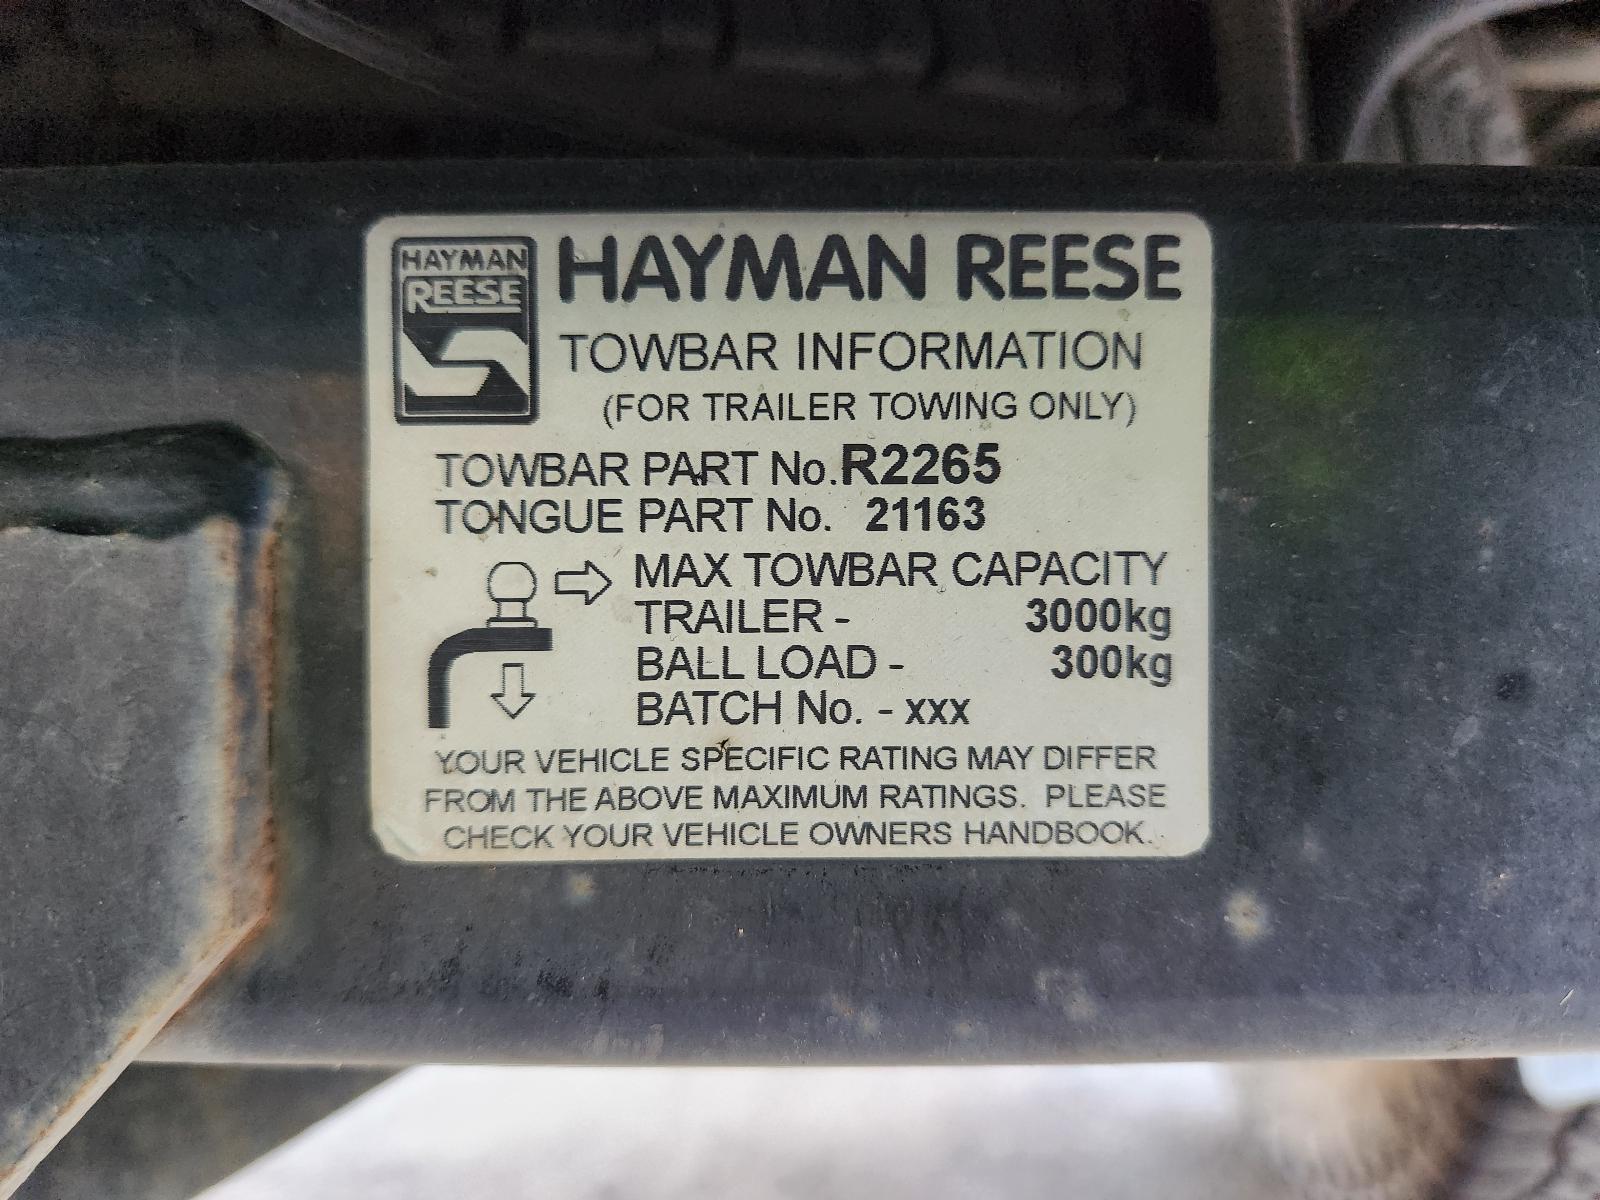 HAYMAN
REESE
HAYMAN REESE
TOWBAR INFORMATION
(FOR TRAILER TOWING ONLY)
TOWBAR PART No.R2265
TONGUE PART No. 21163
MAX TOWBAR CAPACITY
TRAILER - 3000kg
BALL LOAD - 300kg
BATCH No. - xxx
YOUR VEHICLE SPECIFIC RATING MAY DIFFER
FROM THE ABOVE MAXIMUM RATINGS. PLEASE
CHECK YOUR VEHICLE OWNERS HANDBOOK.